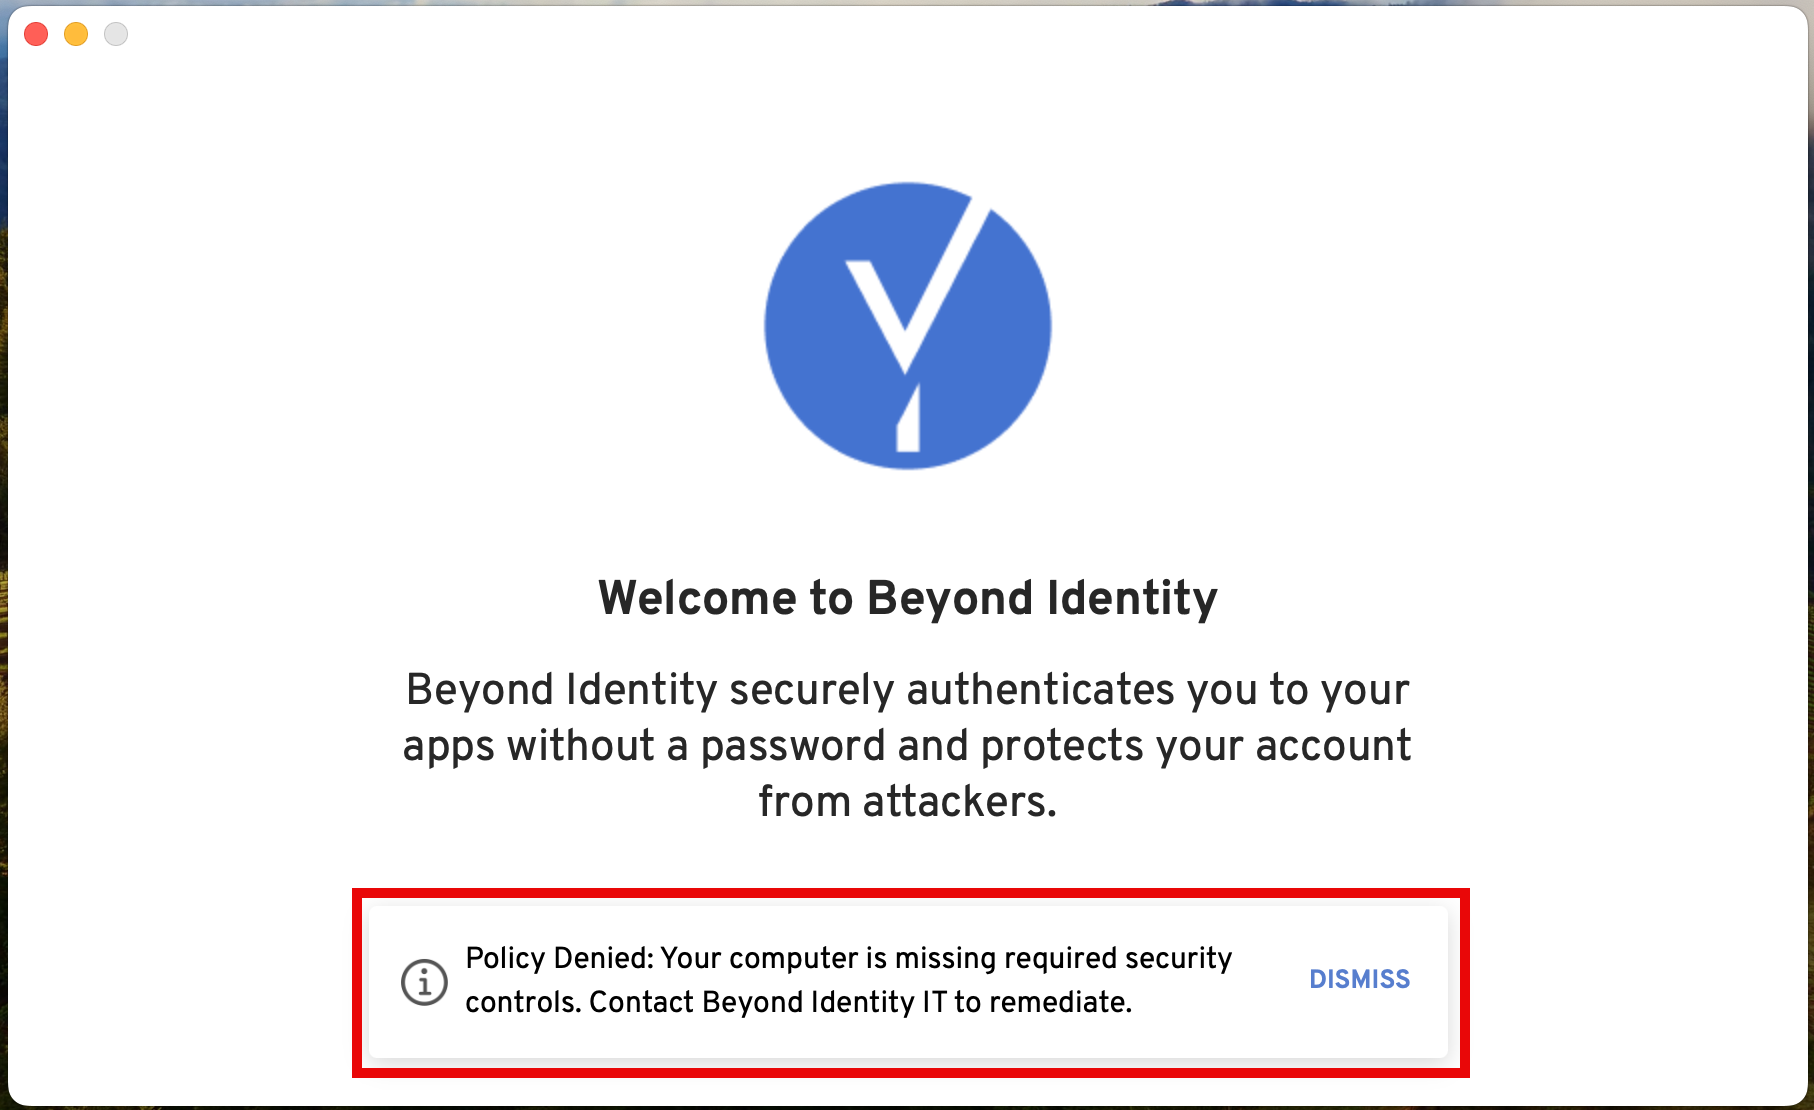 Welcome to Beyond Identity
Beyond Identity securely authenticates you to your
apps without a password and protects your account
from attackers.
Policy Denied: Your computer is missing required security
controls. Contact Beyond Identity IT to remediate.
DISMISS